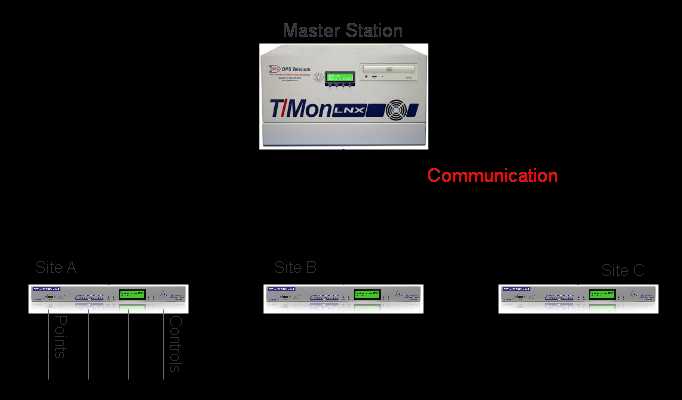 Master Station
DPS Telecom
T/Mon LNX
Communication
Site A
Site B
Site C
Points
Controls